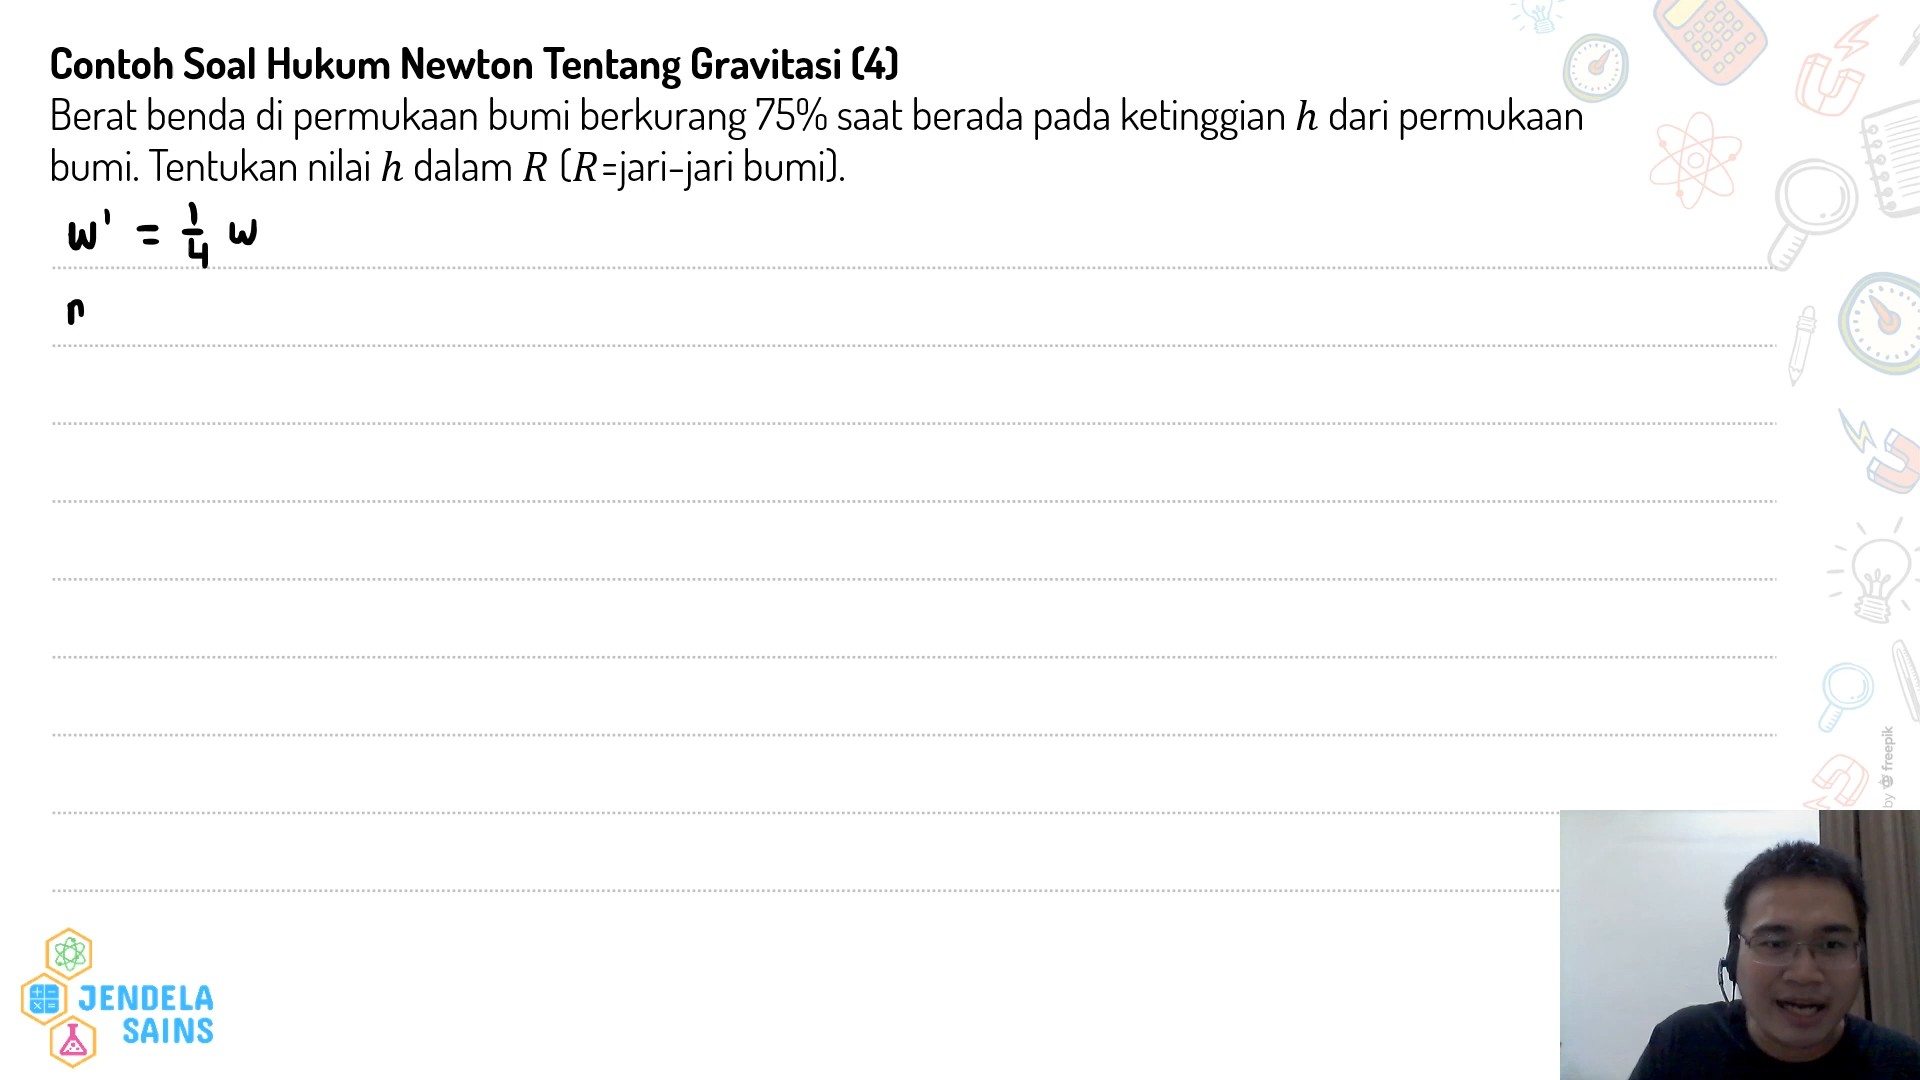 Contoh Soal Hukum Newton Tentang Gravitasi (4)
Berat benda di permukaan bumi berkurang 75% saat berada pada ketinggian h dari permukaan
bumi. Tentukan nilai h dalam R (R=jari-jari bumi).
w' = 1/4 w
n
by freepik
JENDELA
SAINS